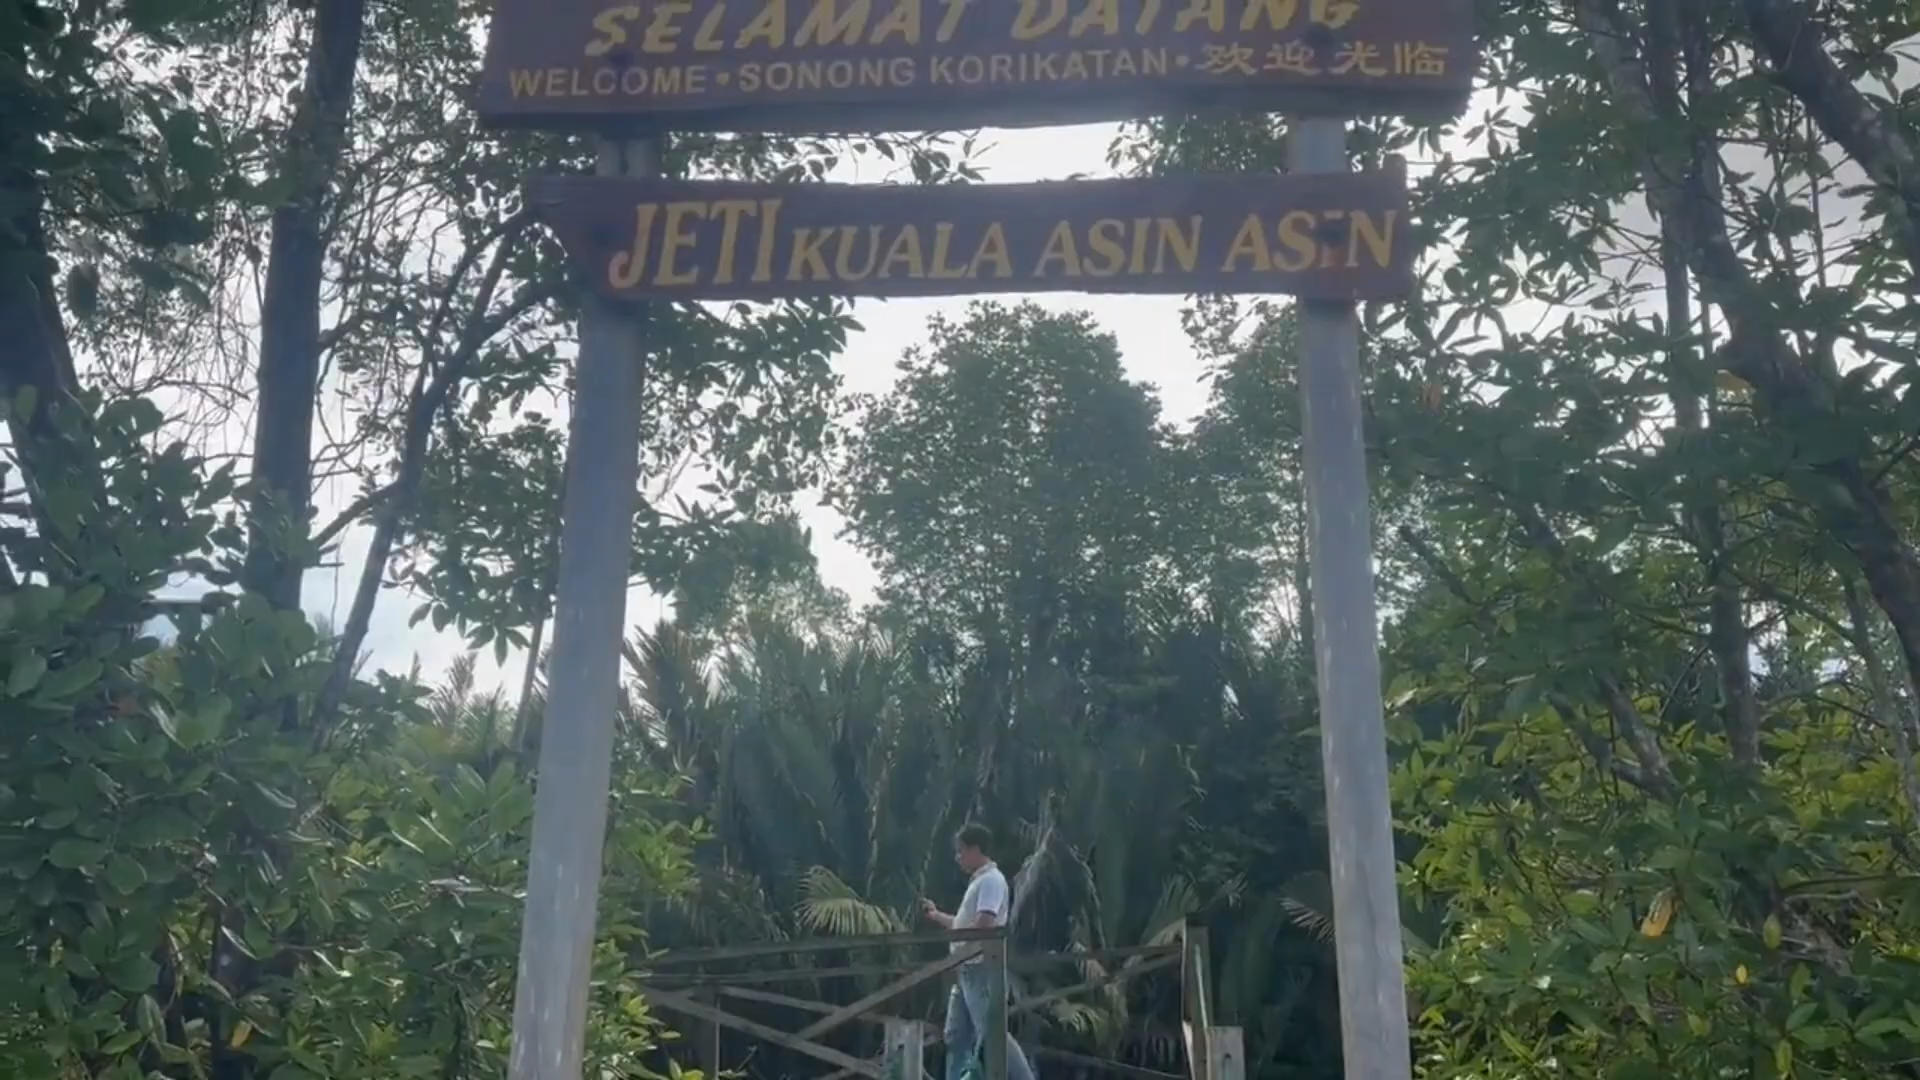 SELAMAT DATANG
WELCOME • SONONG KORIKATAN • 欢迎光临
JETI KUALA ASIN ASIN